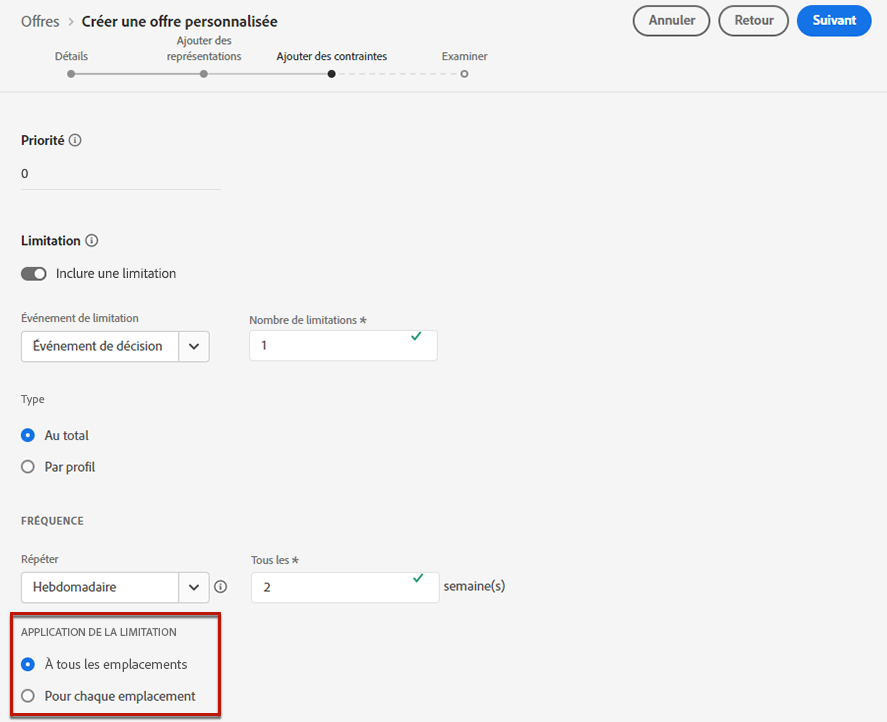 Offres > Créer une offre personnalisée
Annuler
Retour
Suivant
Détails
Ajouter des
représentations
Ajouter des contraintes
Examiner
Priorité
0
Limitation
Inclure une limitation
Événement de limitation
Nombre de limitations *
Événement de décision
1
Type
Au total
Par profil
FRÉQUENCE
Répéter
Tous les *
Hebdomadaire
2
semaine(s)
APPLICATION DE LA LIMITATION
À tous les emplacements
Pour chaque emplacement